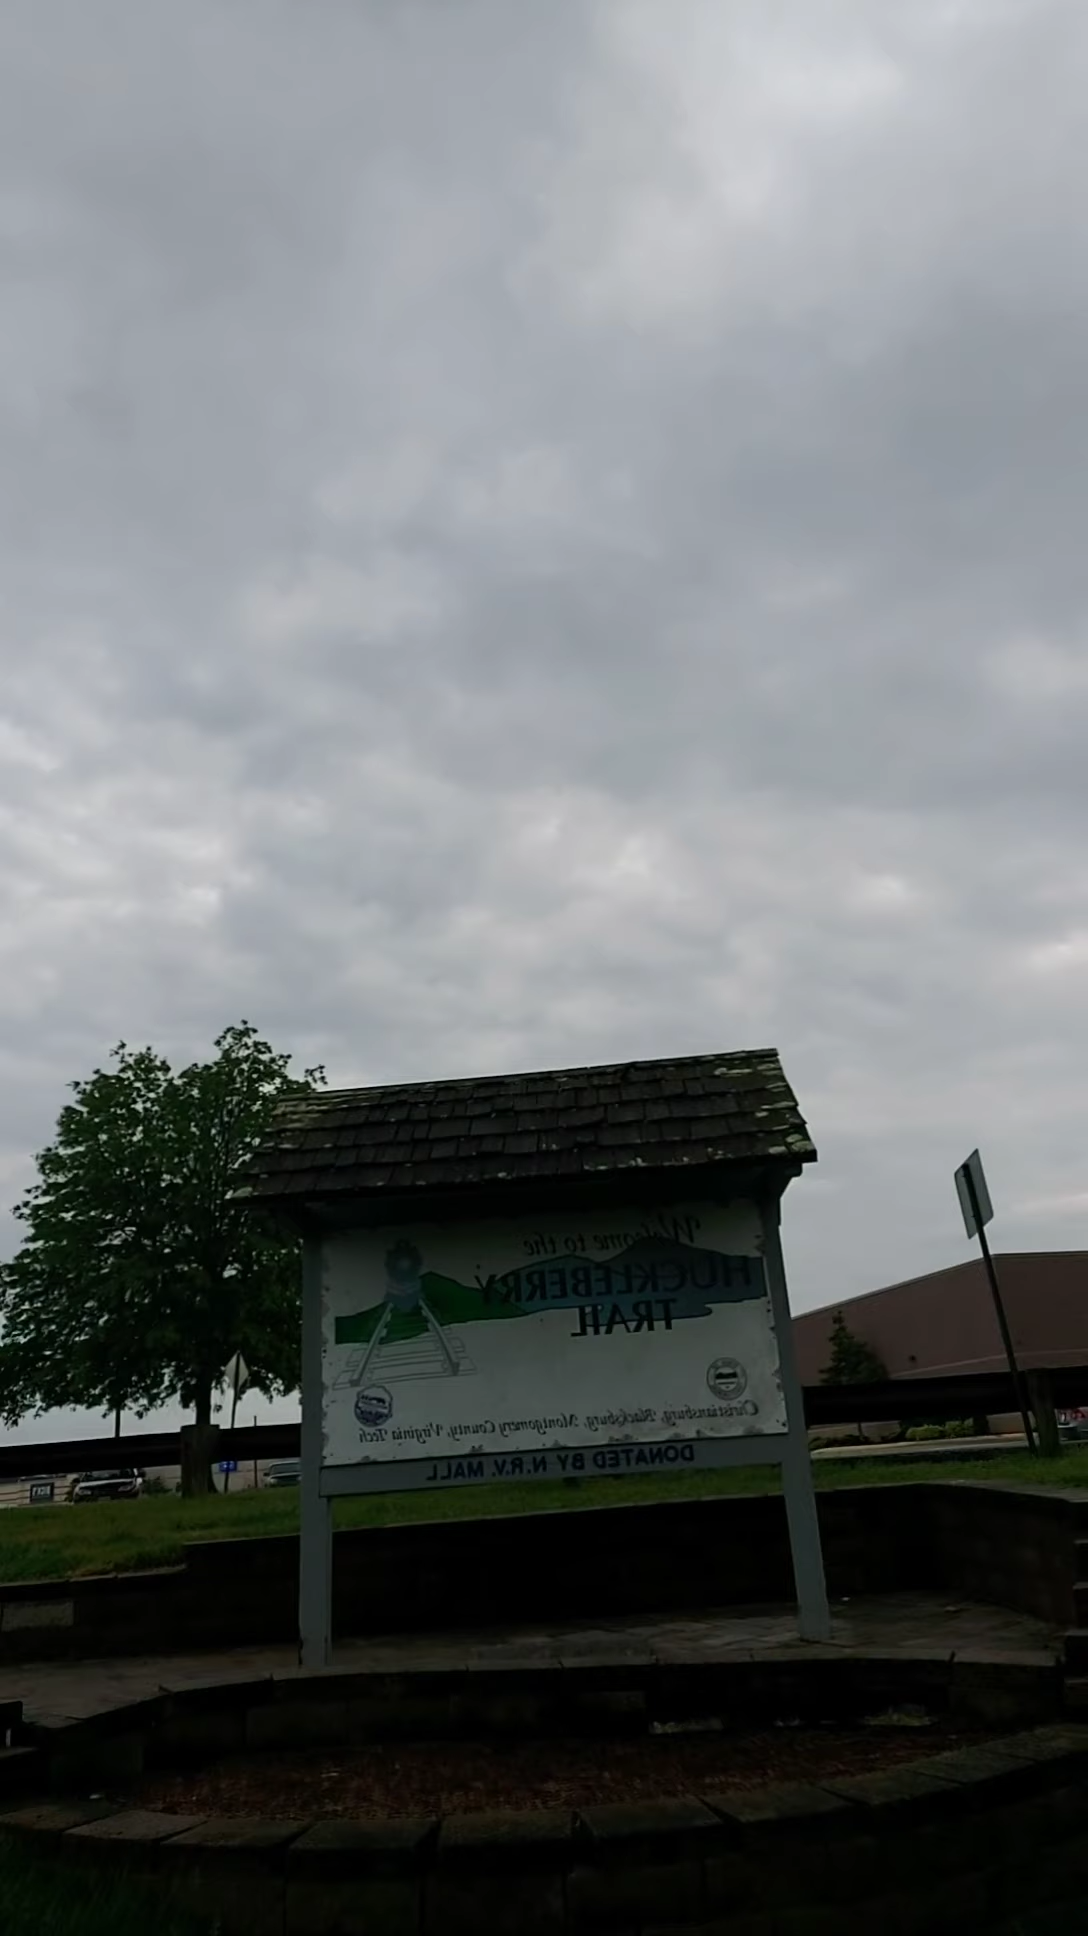 Welcome to the
HUCKLEBERRY
TRAIL
Christiansburg, Blacksburg, Montgomery County, Virginia Tech
DONATED BY N.R.V. MALL